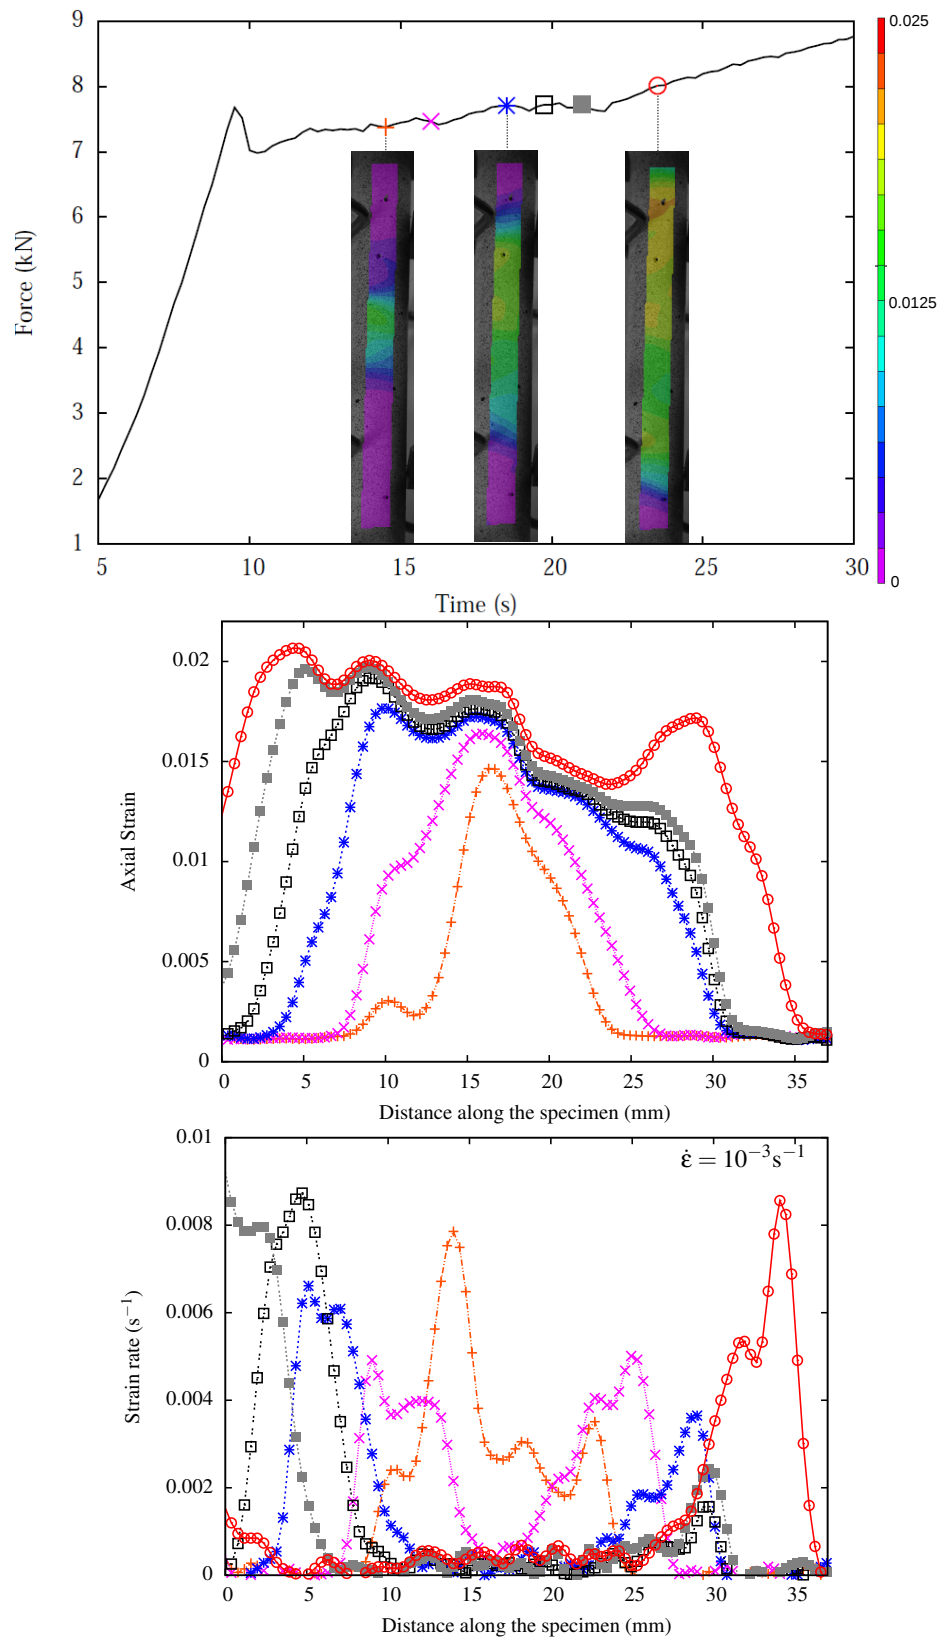 9
8
7
6
5
4
3
2
1
Force (kN)
5 10 15 20 25 30
Time (s)
0.025
0.0125
0
0.02
0.015
0.01
0.005
0
Axial Strain
0 5 10 15 20 25 30 35
Distance along the specimen (mm)
0.01
0.008
0.006
0.004
0.002
0
Strain rate (s⁻¹)
ε̇ = 10⁻³s⁻¹
0 5 10 15 20 25 30 35
Distance along the specimen (mm)